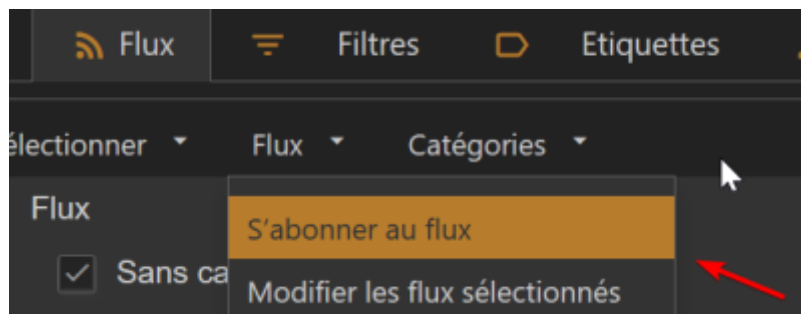 Flux Filtres Etiquettes
électionner Flux Catégories
Flux
S'abonner au flux
Sans ca
Modifier les flux sélectionnés